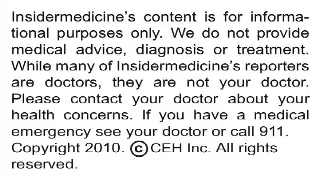 Insidermedicine's content is for informa-
tional purposes only. We do not provide
medical advice, diagnosis or treatment.
While many of Insidermedicine's reporters
are doctors, they are not your doctor.
Please contact your doctor about your
health concerns. If you have a medical
emergency see your doctor or call 911.
Copyright 2010. ©CEH Inc. All rights
reserved.